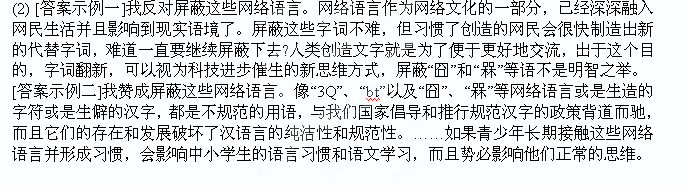 (2) [答案示例一]我反对屏蔽这些网络语言。网络语言作为网络文化的一部分，已经深深融入
网民生活并且影响到现实语境了。屏蔽这些字词不难，但习惯了创造的网民会很快制造出新
的代替字词，难道一直要继续屏蔽下去?人类创造文字就是为了便于更好地交流，出于这个目
的，字词翻新，可以视为科技进步催生的新思维方式，屏蔽“囧”和“槑”等语不是明智之举。
[答案示例二]我赞成屏蔽这些网络语言。像“3Q”、“bt”以及“囧”、“槑”等网络语言或是生造的
字符或是生僻的汉字，都是不规范的用语，与我们国家倡导和推行规范汉字的政策背道而驰，
而且它们的存在和发展破坏了汉语言的纯洁性和规范性。……如果青少年长期接触这些网络
语言并形成习惯，会影响中小学生的语言习惯和语文学习，而且势必影响他们正常的思维。